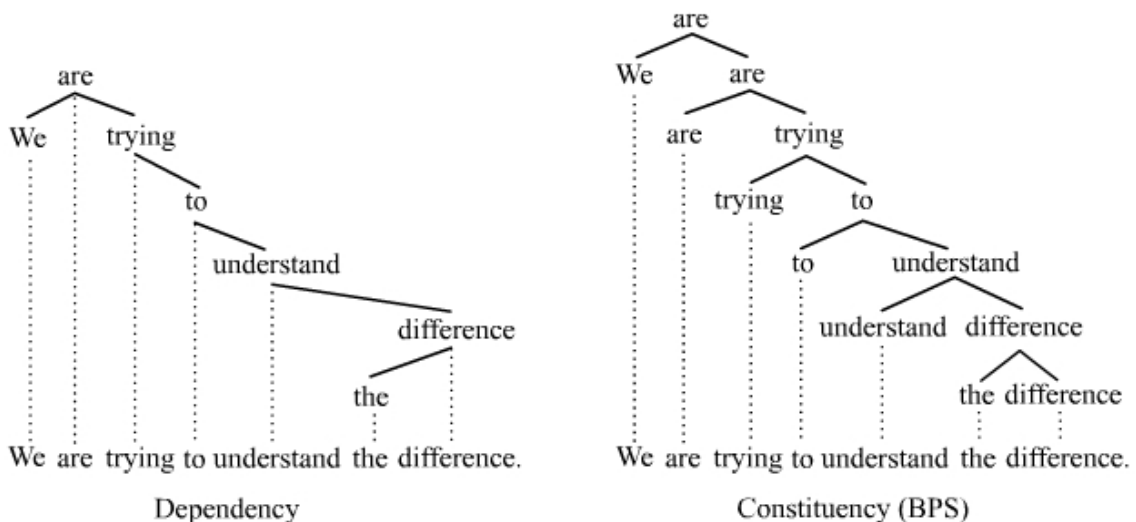 are
are
We
are
We
trying
are
trying
to
trying
to
understand
to
understand
difference
understand
difference
the
the difference
We are trying to understand the difference.
We are trying to understand the difference.
Dependency
Constituency (BPS)